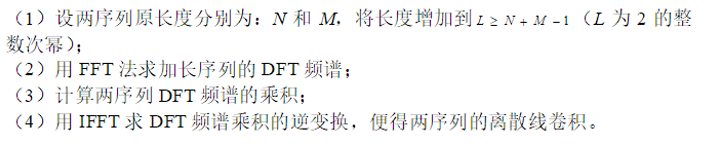 （1）设两序列原长度分别为：N 和 M，将长度增加到 L ≥ N + M − 1（L 为 2 的整
数次幂）；
（2）用 FFT 法求加长序列的 DFT 频谱；
（3）计算两序列 DFT 频谱的乘积；
（4）用 IFFT 求 DFT 频谱乘积的逆变换，便得两序列的离散线卷积。